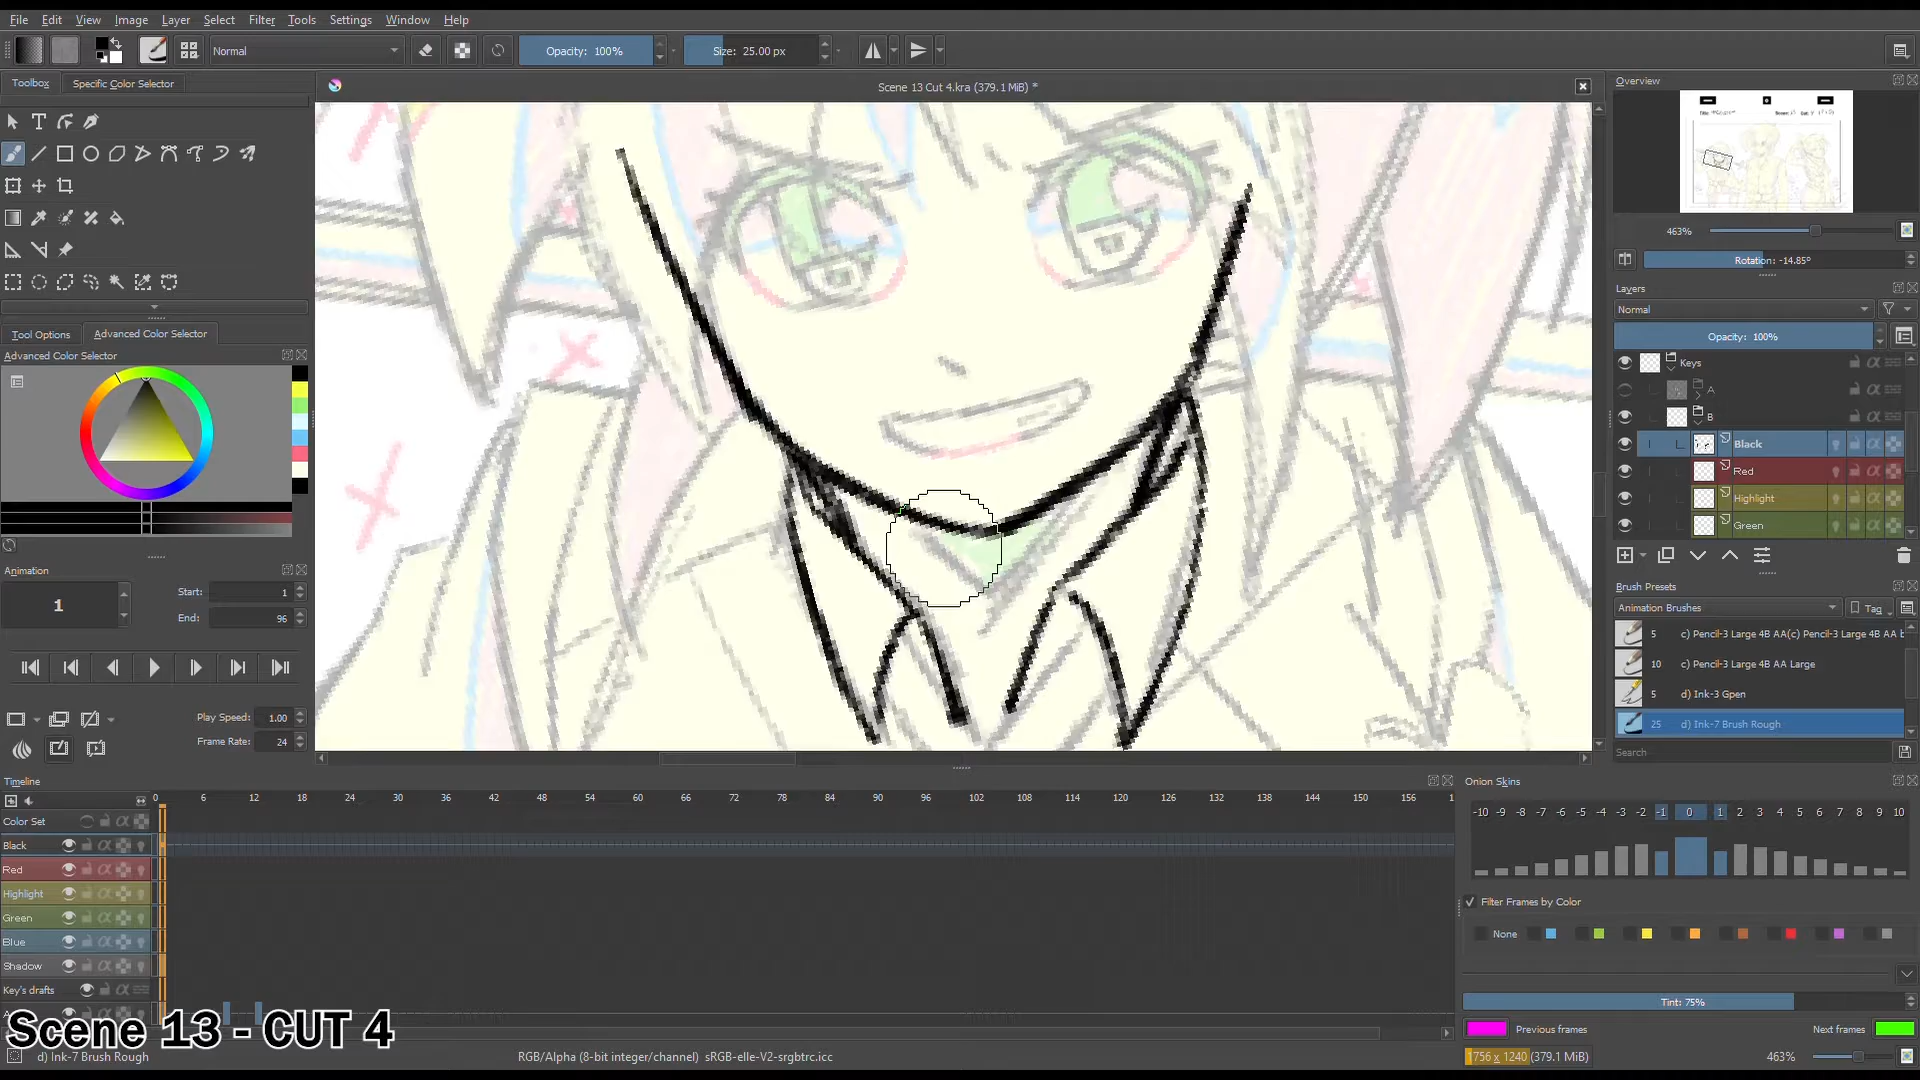 File Edit View Image Layer Select Filter Tools Settings Window Help
Normal Opacity: 100% Size: 25.00 px
Toolbox Specific Color Selector
Scene 13 Cut 4.kra (379.1 MiB) *
Overview
463%
Rotation: -14.85°
Layers
Normal
Opacity: 100%
Keys
A
B
Black
Red
Highlight
Green
Tool Options Advanced Color Selector
Advanced Color Selector
Animation
1
Start: 1
End: 96
Play Speed: 1.00
Frame Rate: 24
Brush Presets
Animation Brushes Tag
5 c) Pencil-3 Large 4B AA(c) Pencil-3 Large 4B AA
10 c) Pencil-3 Large 4B AA Large
5 d) Ink-3 Gpen
25 d) Ink-7 Brush Rough
Search
Timeline
0 6 12 18 24 30 36 42 48 54 60 66 72 78 84 90 96 102 108 114 120 126 132 138 144 150 156
Color Set
Black
Red
Highlight
Green
Blue
Shadow
Key's drafts
Onion Skins
-10 -9 -8 -7 -6 -5 -4 -3 -2 -1 0 1 2 3 4 5 6 7 8 9 10
Filter Frames by Color
None
Tint: 75%
Previous frames Next frames
Scene 13 - CUT 4
d) Ink-7 Brush Rough
RGB/Alpha (8-bit integer/channel) sRGB-elle-V2-srgbtrc.icc
1756 x 1240 (379.1 MiB)
463%